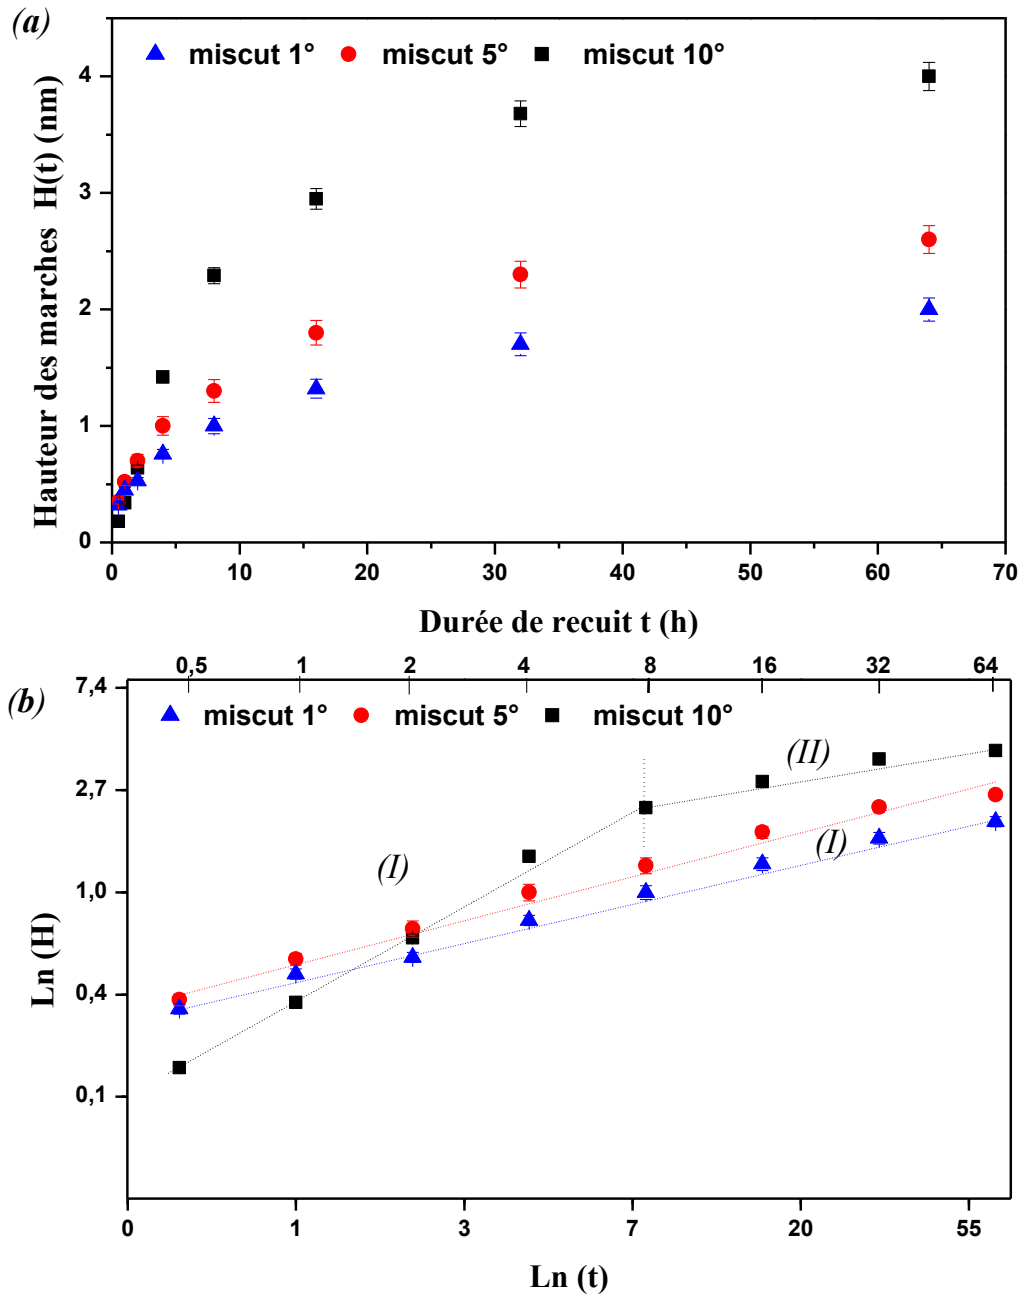 (a)
miscut 1° miscut 5° miscut 10°
Hauteur des marches H(t) (nm)
4
3
2
1
0
0 10 20 30 40 50 60 70
Durée de recuit t (h)
(b)
0,5 1 2 4 8 16 32 64
miscut 1° miscut 5° miscut 10°
7,4
2,7
1,0
0,4
0,1
(II)
(I)
(I)
Ln (H)
0 1 3 7 20 55
Ln (t)